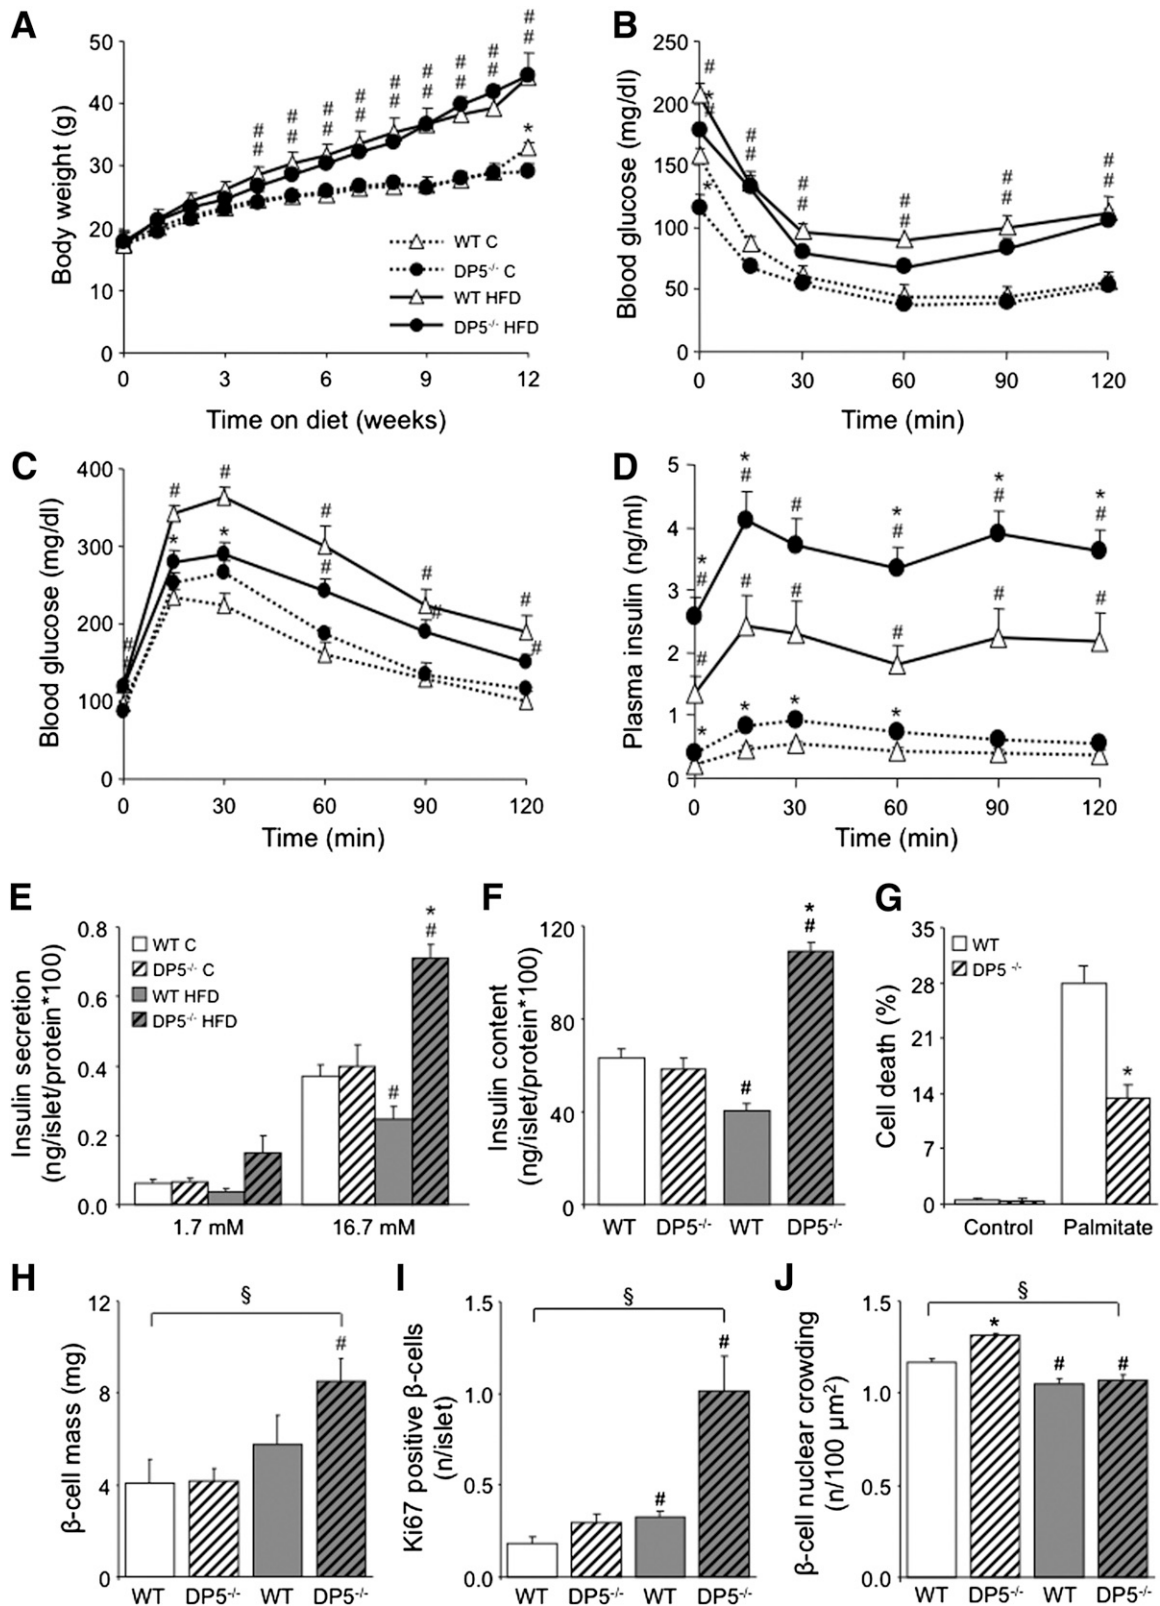 A
Body weight (g)
50
40
30
20
10
0
# # # # # # # # #
# # # # # # # # #
*
WT C
DP5-/- C
WT HFD
DP5-/- HFD
0 3 6 9 12
Time on diet (weeks)
B
Blood glucose (mg/dl)
250
200
150
100
50
0
#
*
#
*
# # # # #
# # # # #
0 30 60 90 120
Time (min)
C
Blood glucose (mg/dl)
400
300
200
100
0
# # # # # #
* * # # #
0 30 60 90 120
Time (min)
D
Plasma insulin (ng/ml)
5
4
3
2
1
0
* * * * *
# # # # # #
# # # # # #
* * * *
0 30 60 90 120
Time (min)
E
Insulin secretion
(ng/islet/protein*100)
0.8
0.6
0.4
0.2
0.0
WT C
DP5-/- C
WT HFD
DP5-/- HFD
*
#
#
1.7 mM 16.7 mM
F
Insulin content
(ng/islet/protein*100)
120
80
40
0
*
#
#
WT DP5-/- WT DP5-/-
G
Cell death (%)
35
28
21
14
7
0
WT
DP5 -/-
*
Control Palmitate
H
β-cell mass (mg)
12
8
4
0
§
#
WT DP5-/- WT DP5-/-
I
Ki67 positive β-cells
(n/islet)
1.5
1.0
0.5
0.0
§
#
#
WT DP5-/- WT DP5-/-
J
β-cell nuclear crowding
(n/100 µm²)
1.5
1.0
0.5
0.0
§
*
# #
WT DP5-/- WT DP5-/-